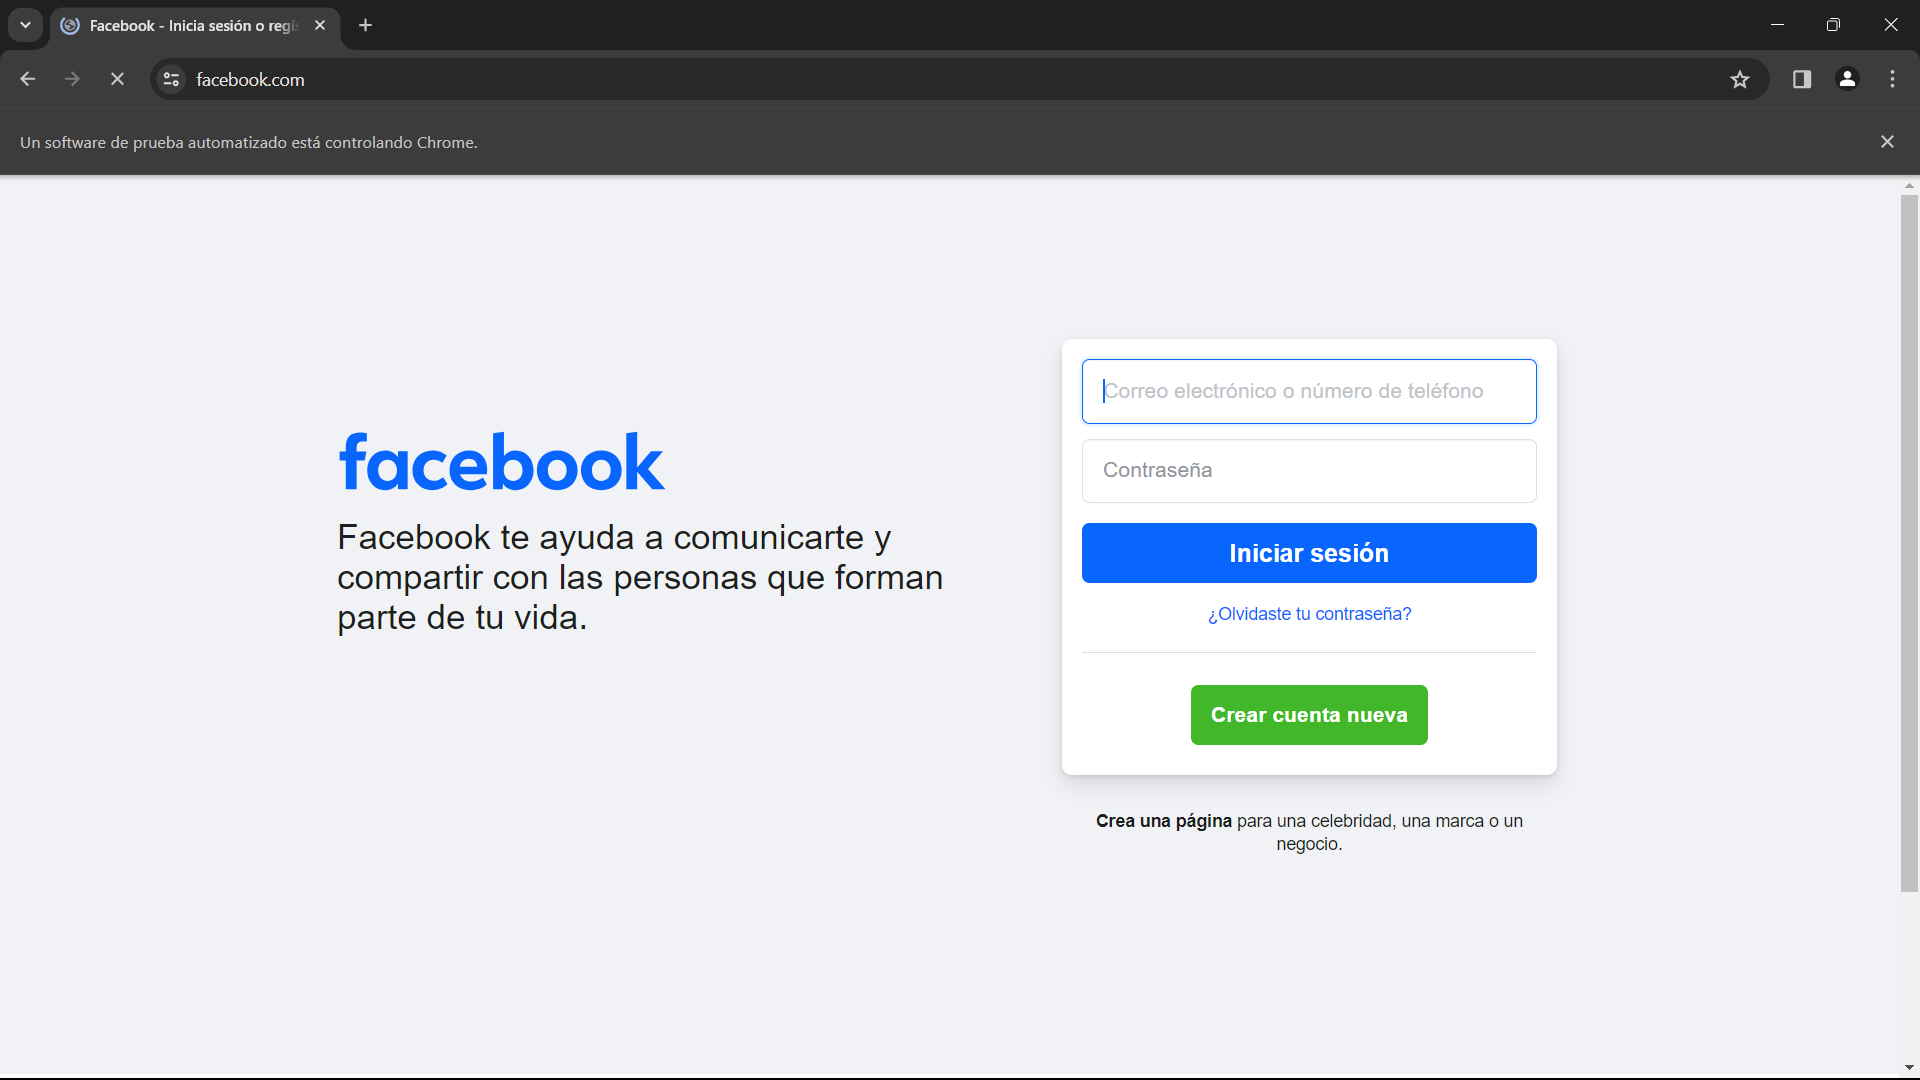 Facebook - Inicia sesión o regís
facebook.com
Un software de prueba automatizado está controlando Chrome.
facebook
Facebook te ayuda a comunicarte y
compartir con las personas que forman
parte de tu vida.
Correo electrónico o número de teléfono
Contraseña
Iniciar sesión
¿Olvidaste tu contraseña?
Crear cuenta nueva
Crea una página para una celebridad, una marca o un
negocio.